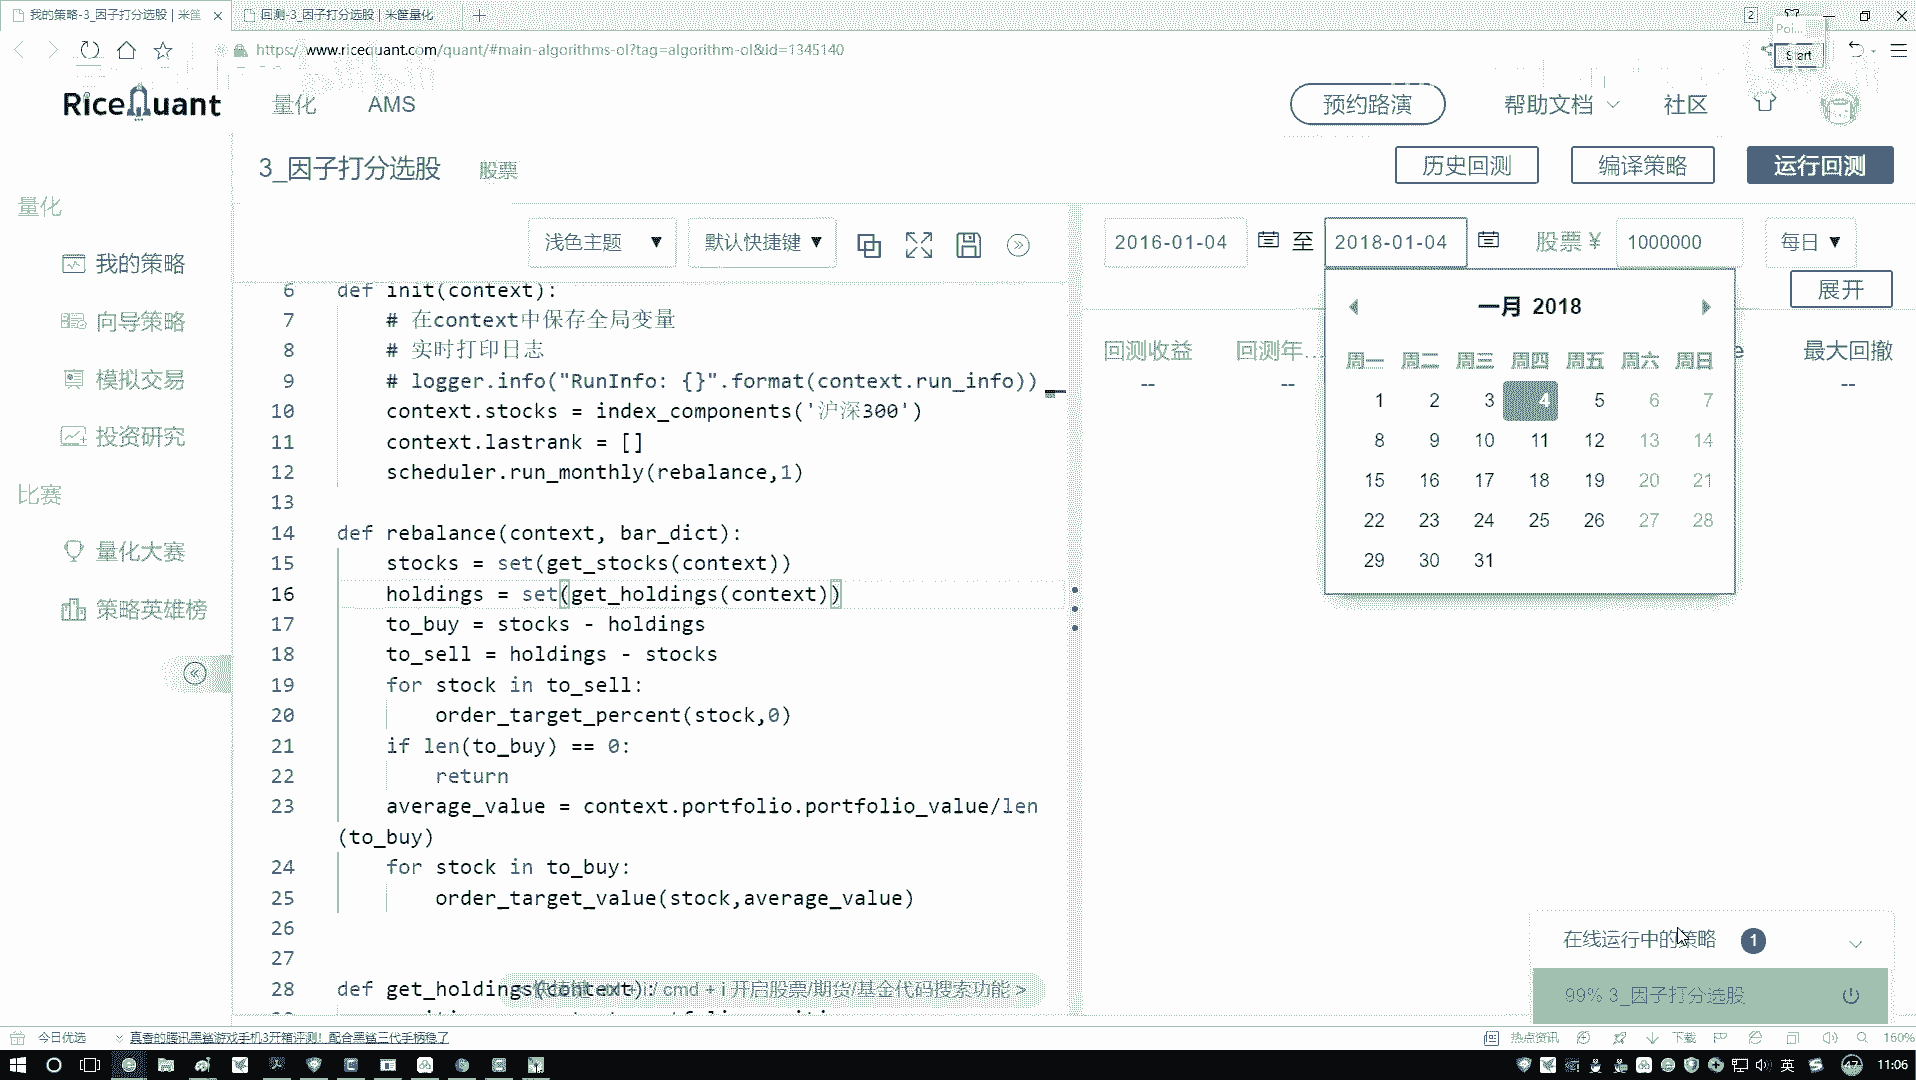 我的策略-3_因子打分选股 | 米筐
回测-3_因子打分选股 | 米筐量化
2
Poi...
https://www.ricequant.com/quant/#main-algorithms-ol?tag=algorithm-ol&id=1345140
Start
RiceQuant
量化
AMS
预约路演
帮助文档
社区
3_因子打分选股
股票
历史回测
编译策略
运行回测
量化
我的策略
向导策略
模拟交易
投资研究
比赛
量化大赛
策略英雄榜
浅色主题 ▼
默认快捷键 ▼
2016-01-04
至
2018-01-04
股票 ¥
1000000
每日 ▼
展开
6 def init(context):
7 # 在context中保存全局变量
8 # 实时打印日志
9 # logger.info("RunInfo: {}".format(context.run_info))
10 context.stocks = index_components('沪深300')
11 context.lastrank = []
12 scheduler.run_monthly(rebalance,1)
13
14 def rebalance(context, bar_dict):
15 stocks = set(get_stocks(context))
16 holdings = set(get_holdings(context))
17 to_buy = stocks - holdings
18 to_sell = holdings - stocks
19 for stock in to_sell:
20 order_target_percent(stock,0)
21 if len(to_buy) == 0:
22 return
23 average_value = context.portfolio.portfolio_value/len
(to_buy)
24 for stock in to_buy:
25 order_target_value(stock,average_value)
26
27
28 def get_holdings(context):
/ cmd + i 开启股票/期货/基金代码搜索功能 >
回测收益
回测年...
最大回撤
--
--
--
一月 2018
周一 周二 周三 周四 周五 周六 周日
1 2 3 4 5 6 7
8 9 10 11 12 13 14
15 16 17 18 19 20 21
22 23 24 25 26 27 28
29 30 31
在线运行中的策略 1
99% 3_因子打分选股
今日优选
真香的腾讯黑鲨游戏手机3开箱评测！配合黑鲨三代手柄稳了
热点资讯
下载
160%
英
47
11:06